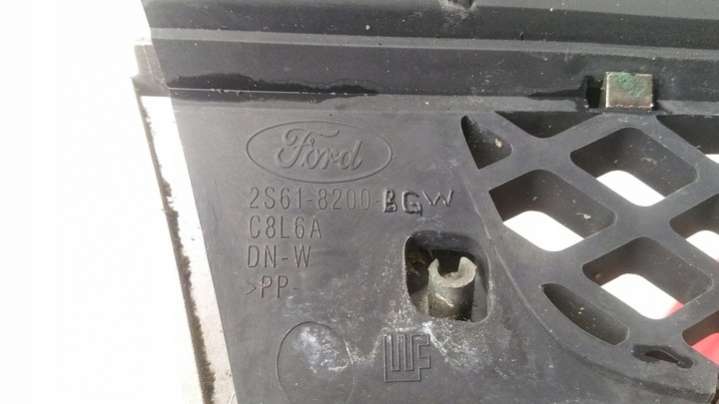 Ford
2S61-8200-BGW
C8L6A
DN-W
>PP-